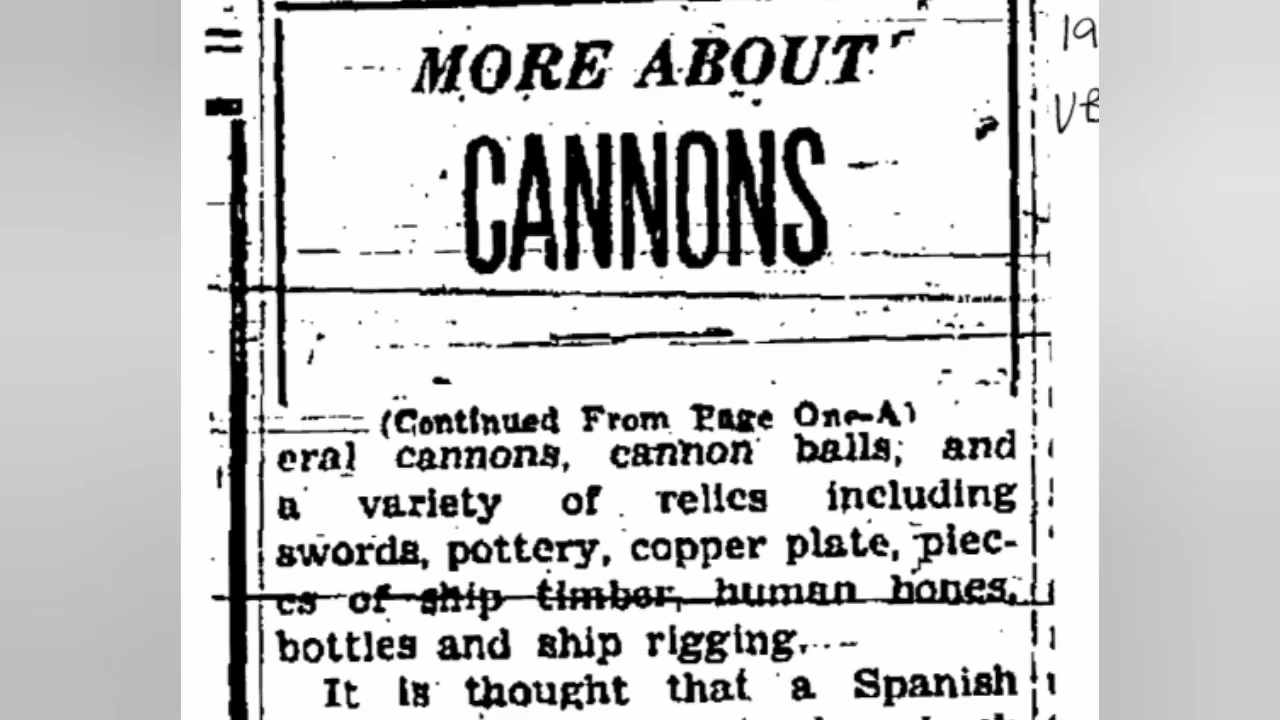 MORE ABOUT
CANNONS
(Continued From Page One-A)
eral cannons, cannon balls, and
a variety of relics including
swords, pottery, copper plate, piec-
es of ship timber, human bones,
bottles and ship rigging.
It is thought that a Spanish
19